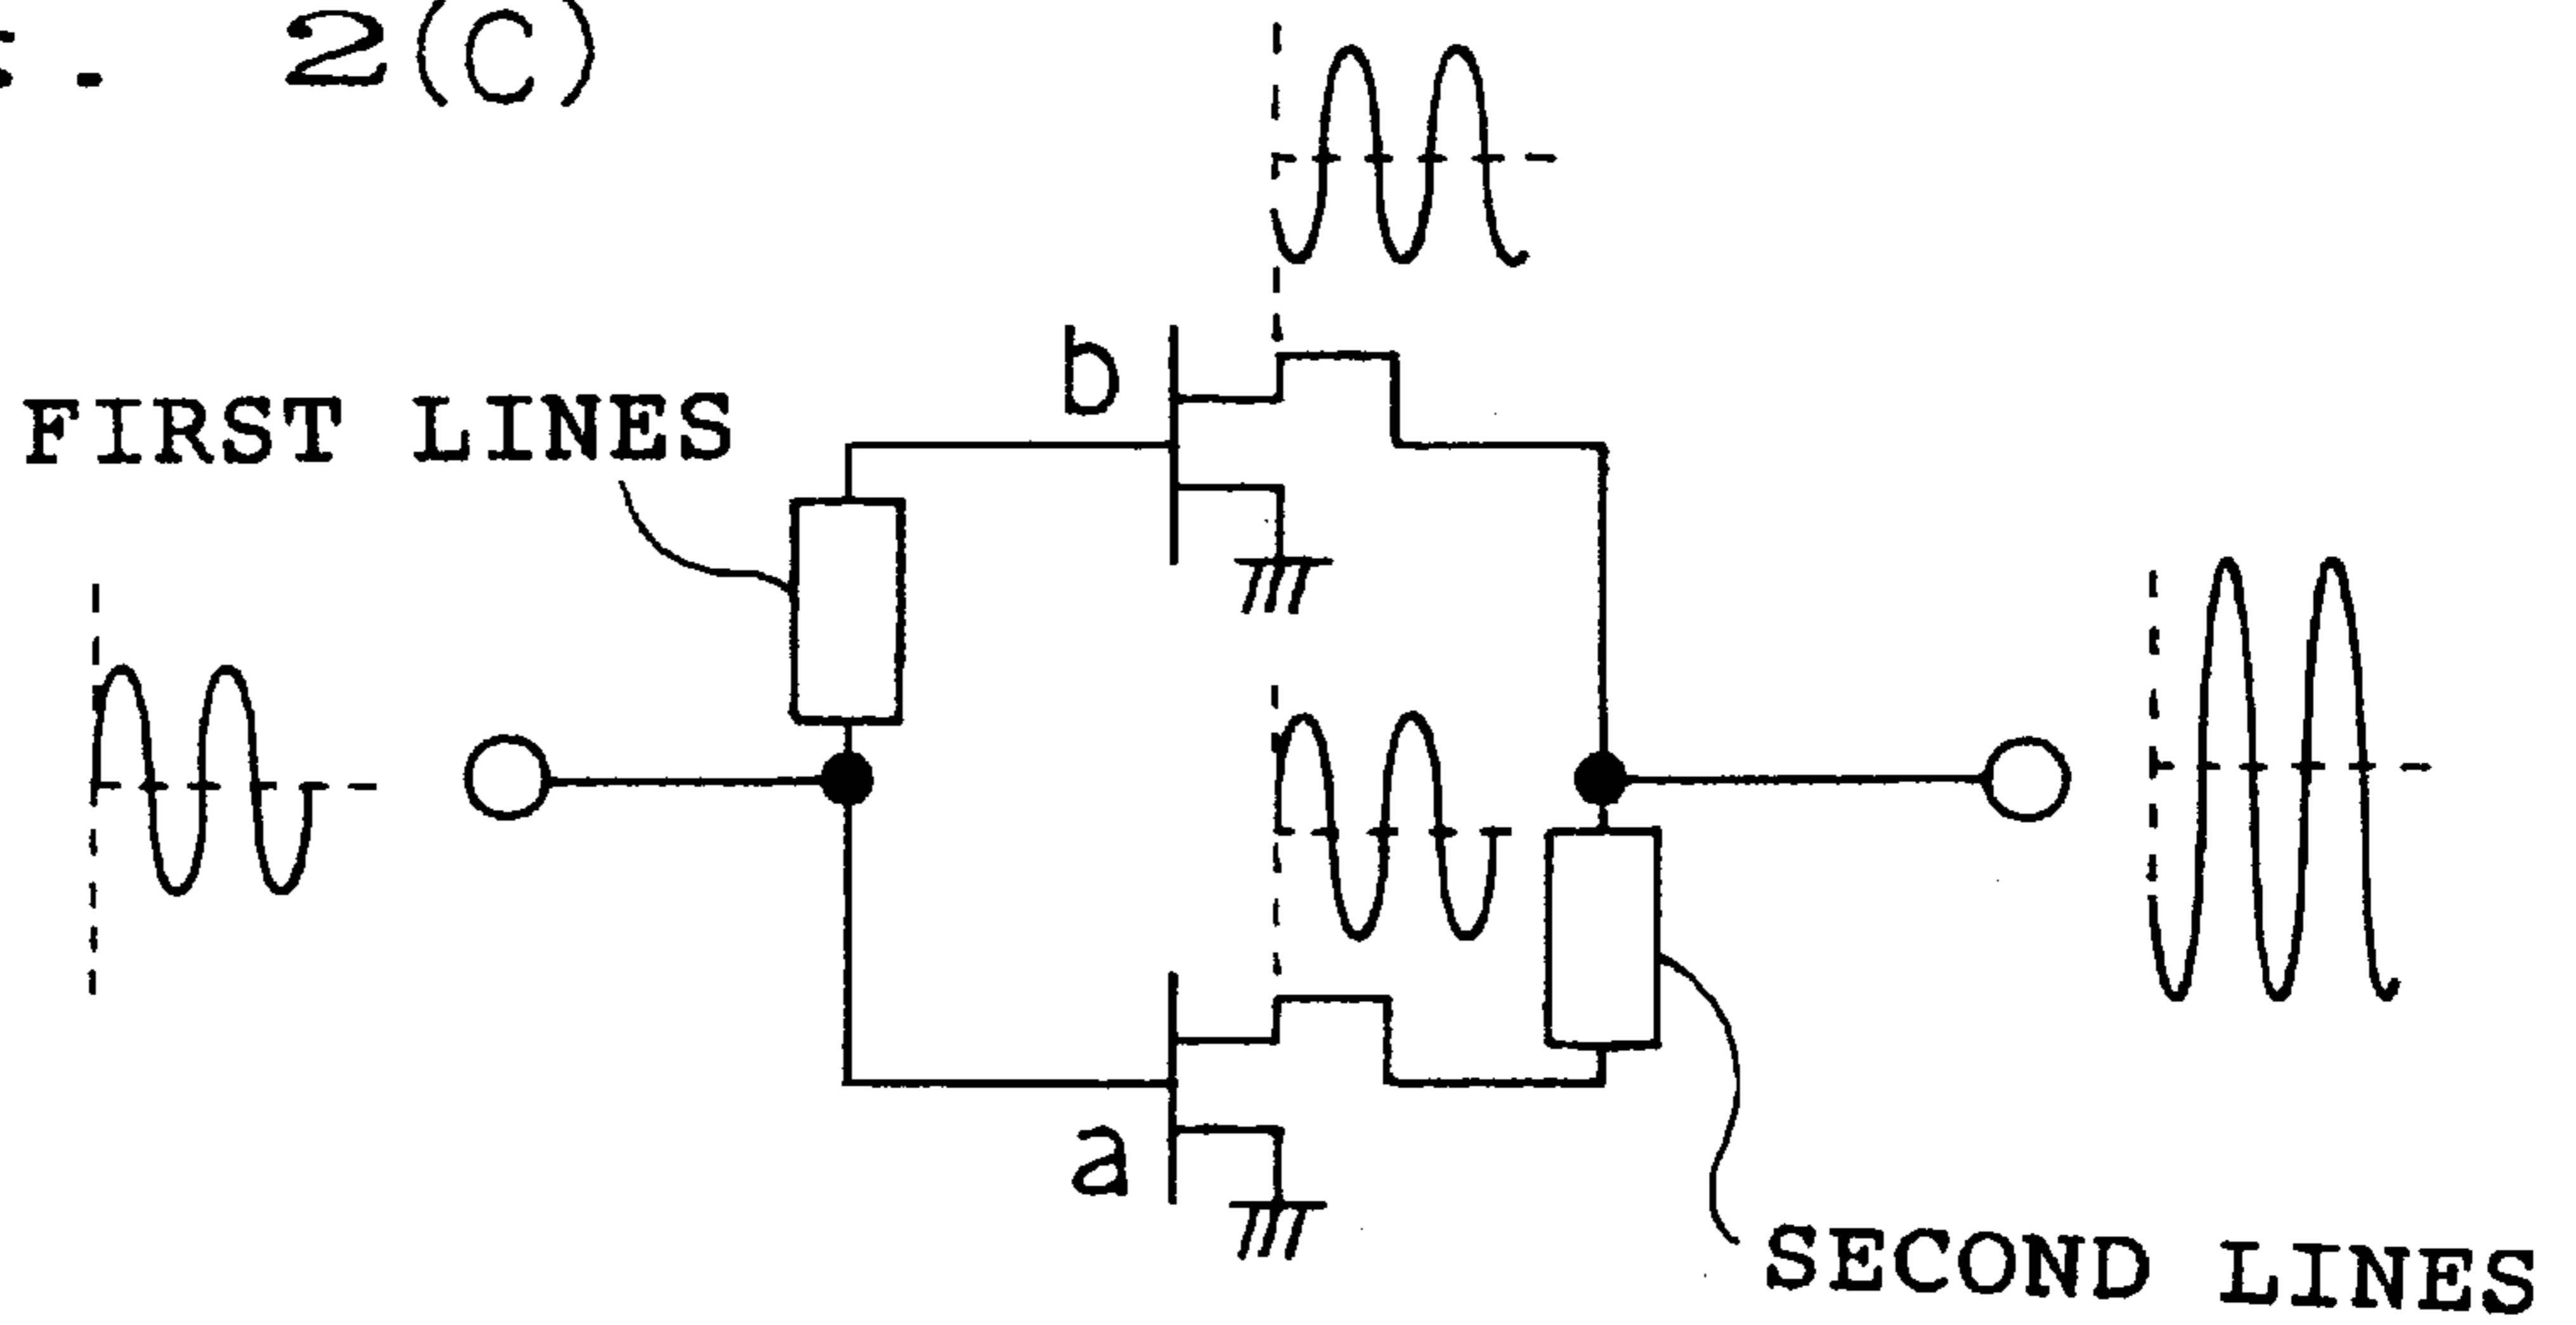 . 2(C)
b
FIRST LINES
a
SECOND LINES